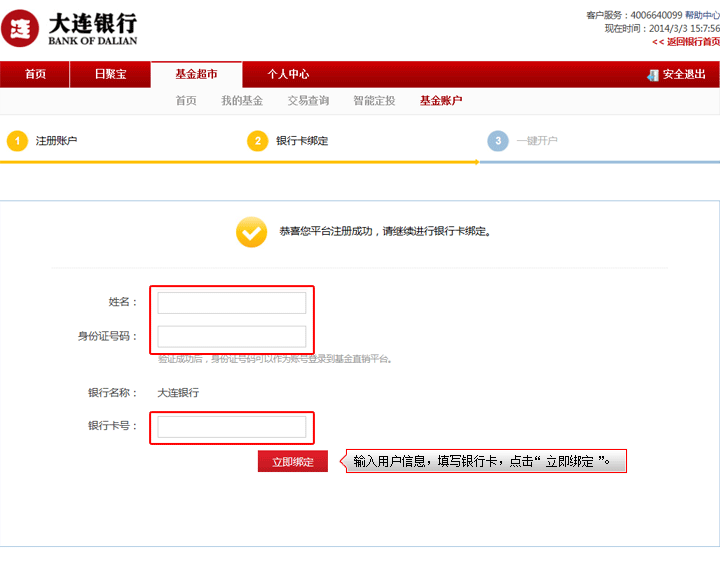 大连银行
BANK OF DALIAN
客户服务：4006640099 帮助中心
现在时间：2014/3/3 15:7:56
<< 返回银行首页
首页 日聚宝 基金超市 个人中心 安全退出
首页 我的基金 交易查询 智能定投 基金账户
1 注册账户 2 银行卡绑定 3 一键开户
恭喜您平台注册成功，请继续进行银行卡绑定。
姓名：
身份证号码：
验证成功后，身份证号码可以作为账号登录到基金直销平台。
银行名称： 大连银行
银行卡号：
立即绑定 输入用户信息，填写银行卡，点击“ 立即绑定 ”。